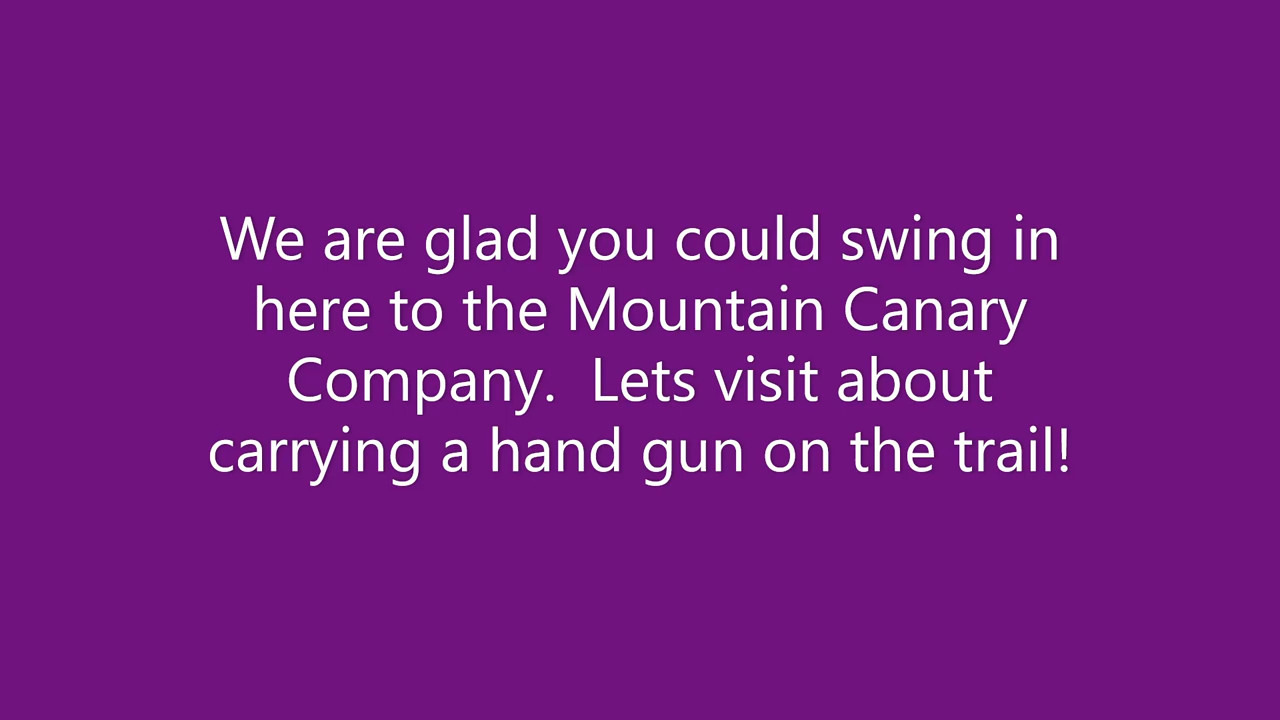 We are glad you could swing in
here to the Mountain Canary
Company.  Lets visit about
carrying a hand gun on the trail!